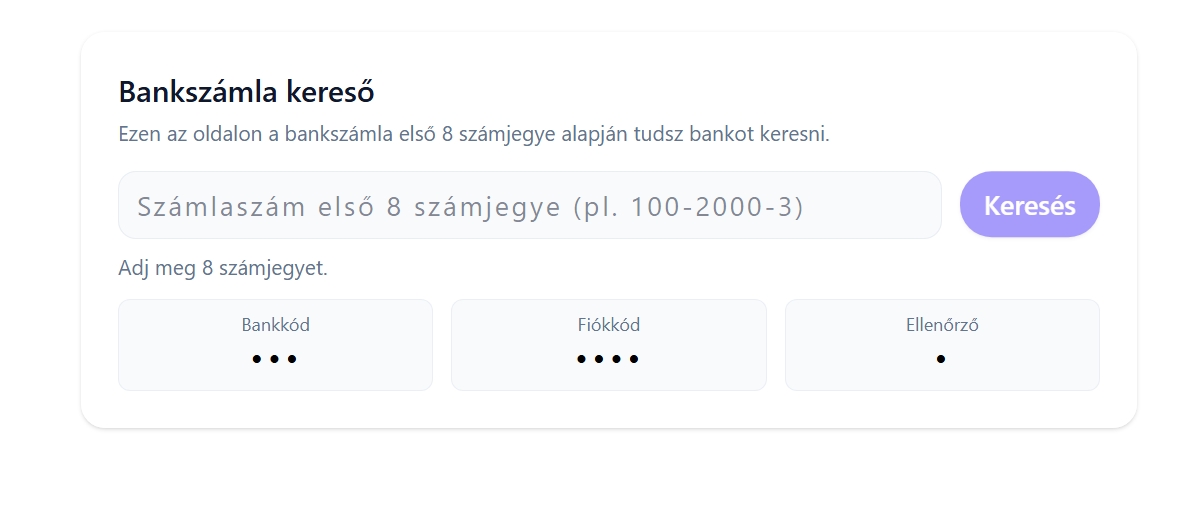 Bankszámla kereső
Ezen az oldalon a bankszámla első 8 számjegye alapján tudsz bankot keresni.
Számlaszám első 8 számjegye (pl. 100-2000-3)
Keresés
Adj meg 8 számjegyet.
Bankkód
•••
Fiókkód
••••
Ellenőrző
•